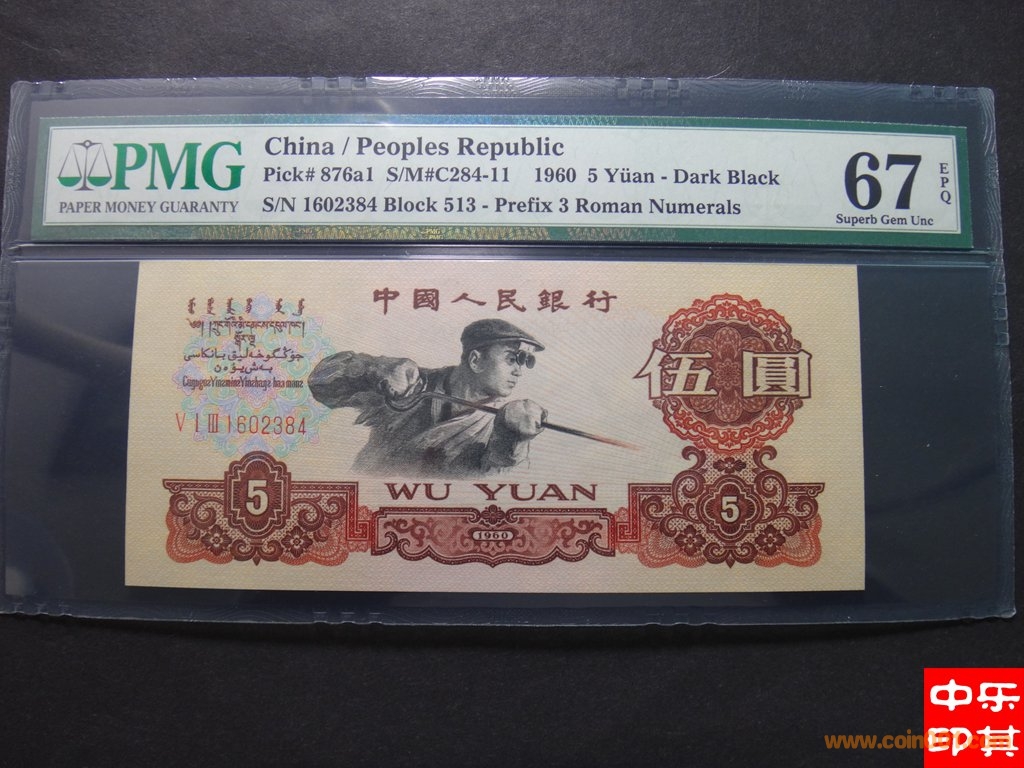 PMG
PAPER MONEY GUARANTY
China / Peoples Republic
Pick# 876a1 S/M#C284-11 1960 5 Yüan - Dark Black
S/N 1602384 Block 513 - Prefix 3 Roman Numerals
67
EPQ
Superb Gem Unc
中國人民銀行
伍圓
V I III 1602384
WU YUAN
5
1960
5
中乐
印其